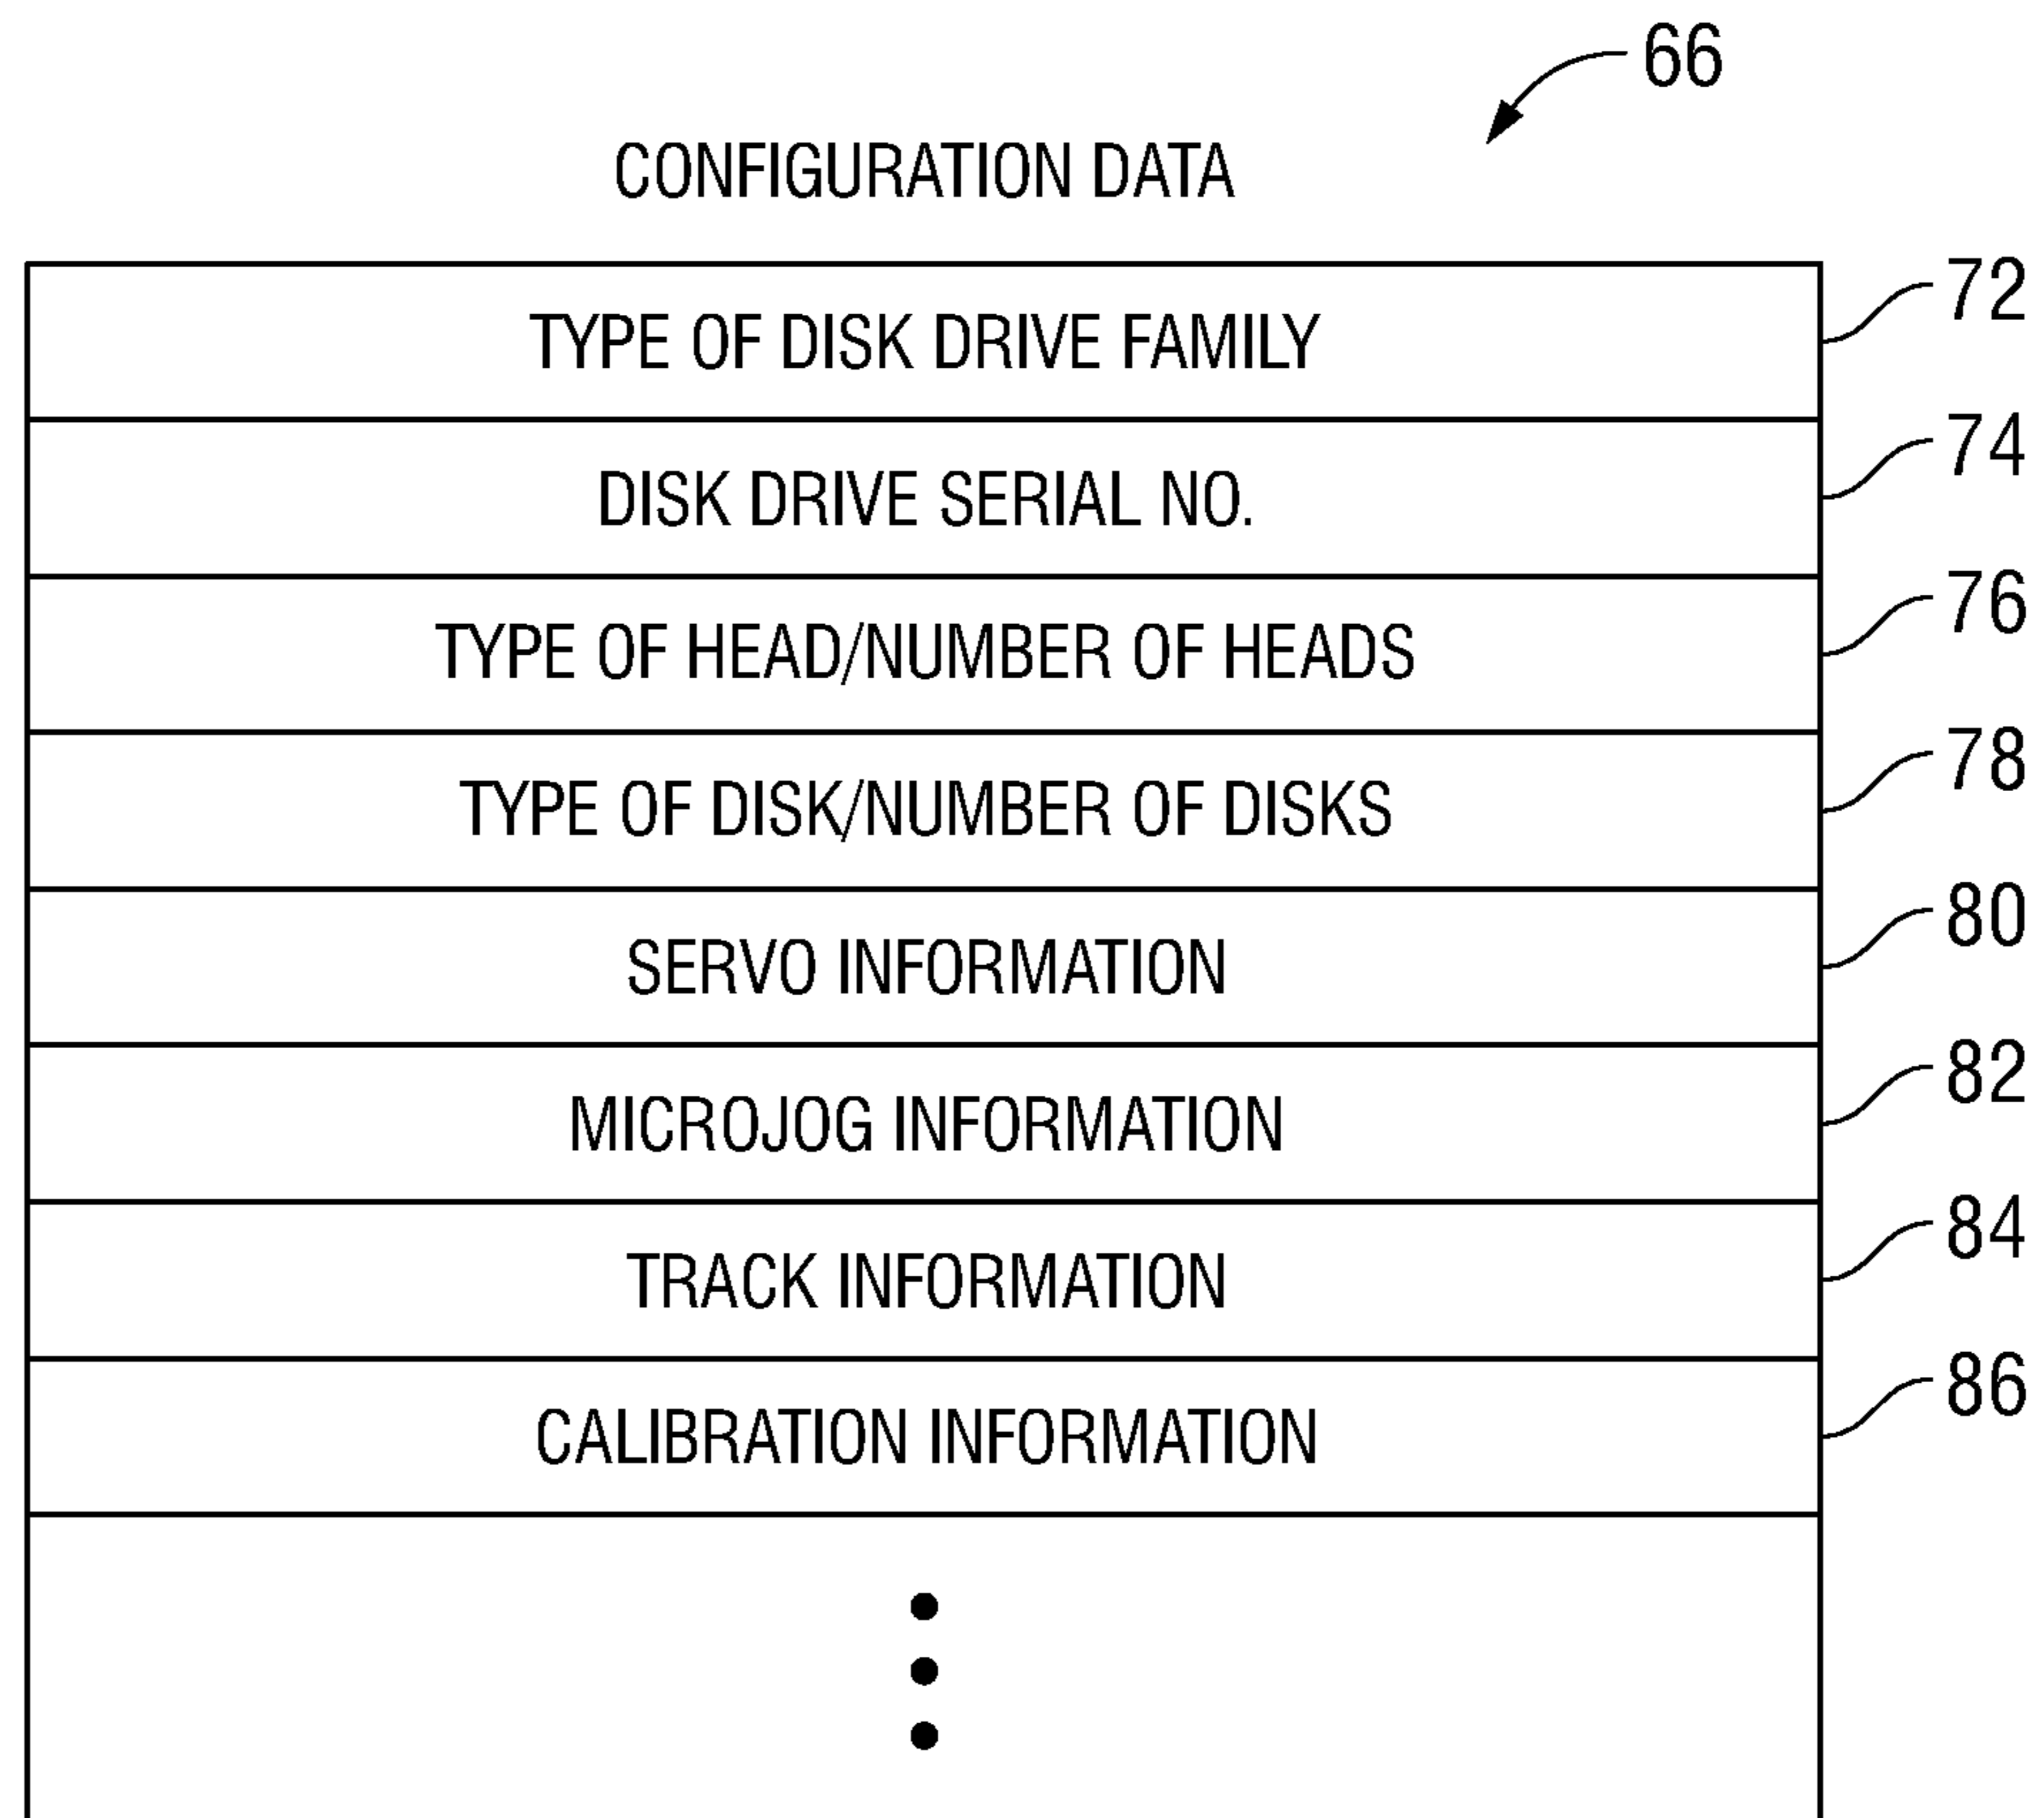 66
CONFIGURATION DATA
TYPE OF DISK DRIVE FAMILY 72
DISK DRIVE SERIAL NO. 74
TYPE OF HEAD/NUMBER OF HEADS 76
TYPE OF DISK/NUMBER OF DISKS 78
SERVO INFORMATION 80
MICROJOG INFORMATION 82
TRACK INFORMATION 84
CALIBRATION INFORMATION 86